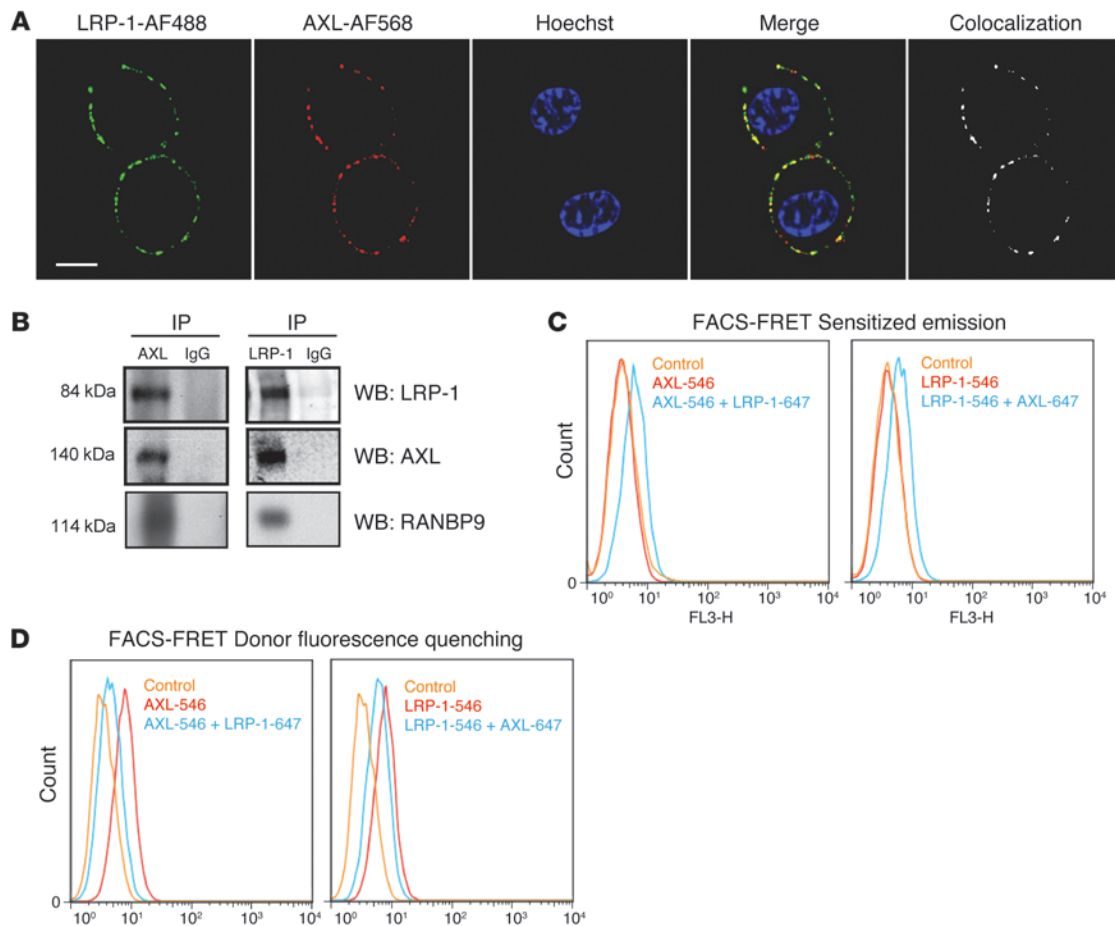 A
LRP-1-AF488 AXL-AF568 Hoechst Merge Colocalization
B
IP IP
AXL IgG LRP-1 IgG
84 kDa WB: LRP-1
140 kDa WB: AXL
114 kDa WB: RANBP9
C
FACS-FRET Sensitized emission
Count
Control
AXL-546
AXL-546 + LRP-1-647
0
10⁰ 10¹ 10² 10³ 10⁴
FL3-H
Control
LRP-1-546
LRP-1-546 + AXL-647
0
10⁰ 10¹ 10² 10³ 10⁴
FL3-H
D
FACS-FRET Donor fluorescence quenching
Count
Control
AXL-546
AXL-546 + LRP-1-647
0
10⁰ 10¹ 10² 10³ 10⁴
Control
LRP-1-546
LRP-1-546 + AXL-647
0
10⁰ 10¹ 10² 10³ 10⁴